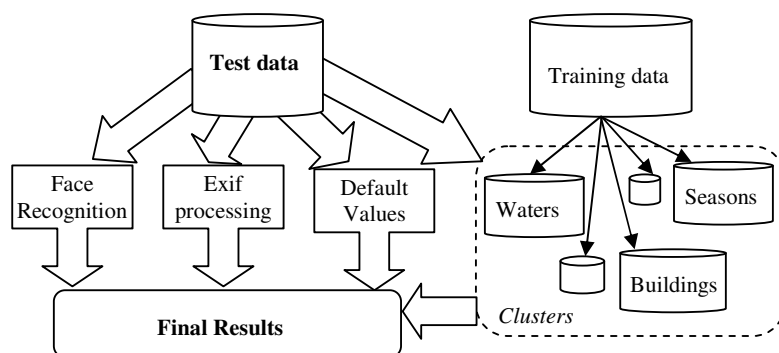 Test data
Training data
Face
Recognition
Exif
processing
Default
Values
Waters
Seasons
Buildings
Clusters
Final Results